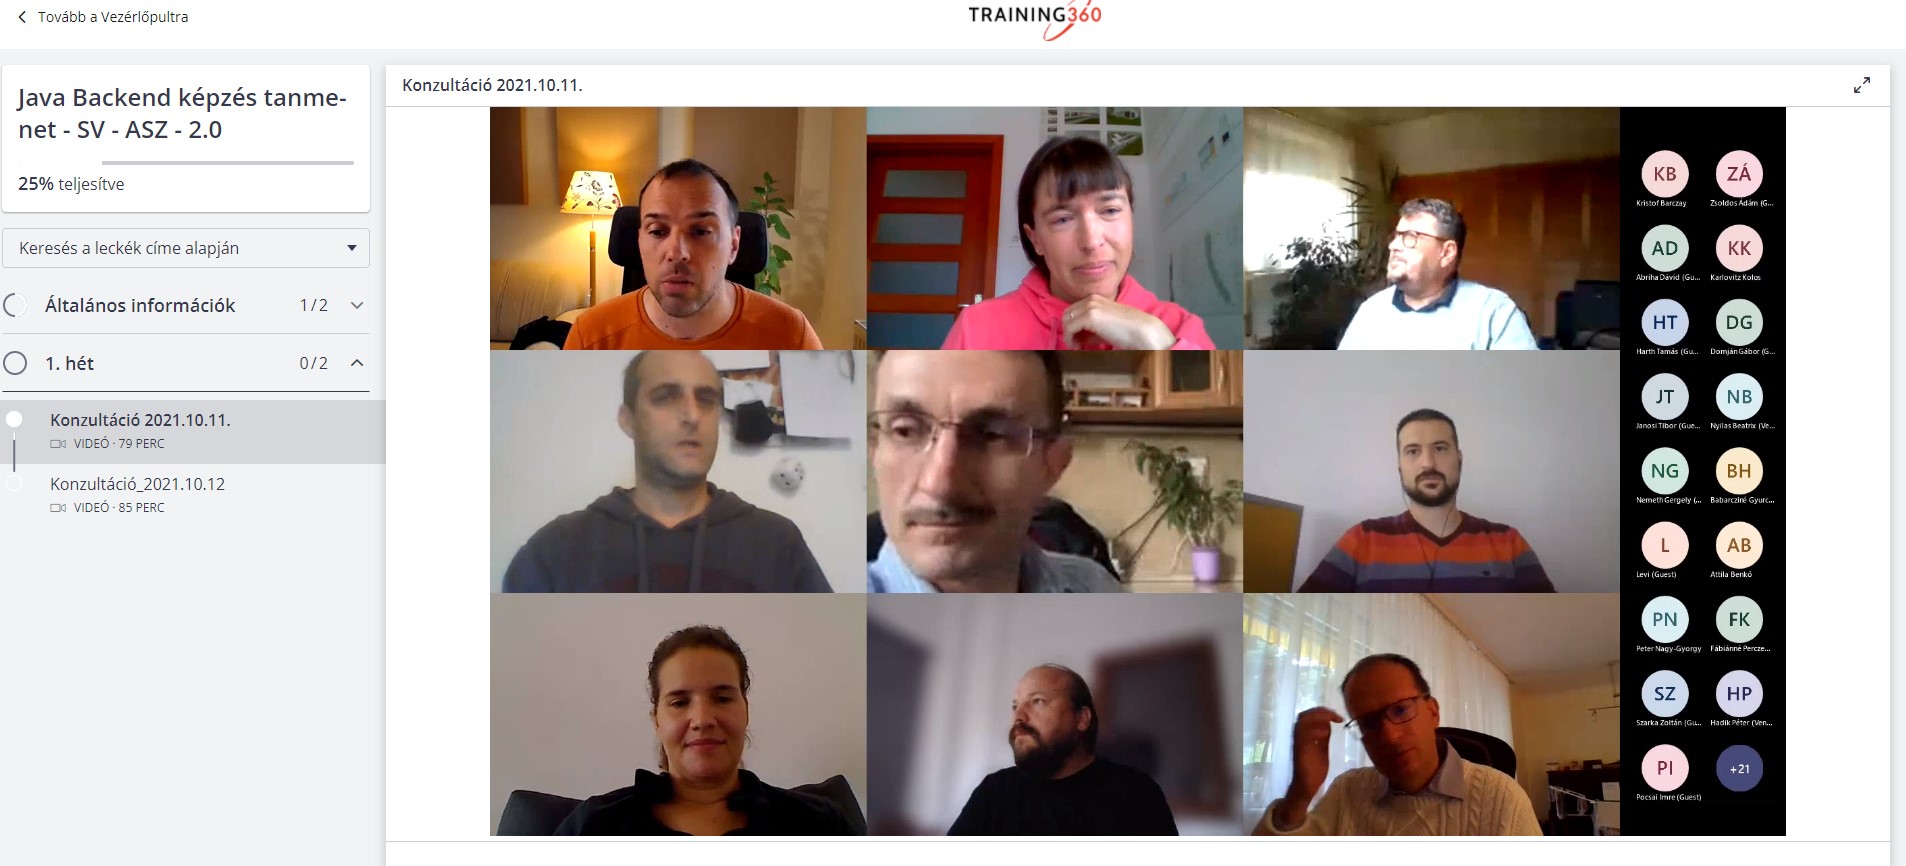 Tovább a Vezérlőpultra
TRAINING360
Java Backend képzés tanme-
net - SV - ASZ - 2.0
25% teljesítve
Keresés a leckék címe alapján
Általános információk 1/2
1. hét 0/2
Konzultáció 2021.10.11.
VIDEÓ · 79 PERC
Konzultáció_2021.10.12
VIDEÓ · 85 PERC
Konzultáció 2021.10.11.
KB ZÁ
Kristof Barczay Zsoldos Ádám (G...
AD KK
Abriha Dávid (Gu... Karlovitz Kolos
HT DG
Harth Tamás (Gu... Domján Gábor (G...
JT NB
Janosi Tibor (Gue... Nyilas Beatrix (Ve...
NG BH
Nemeth Gergely (... Babarcziné Gyurc...
L AB
Levi (Guest) Attila Benkó
PN FK
Peter Nagy-Gyorgy Fábiánné Percze...
SZ HP
Szarka Zoltán (Gu... Hadik Péter (Ven...
PI +21
Pocsai Imre (Guest)